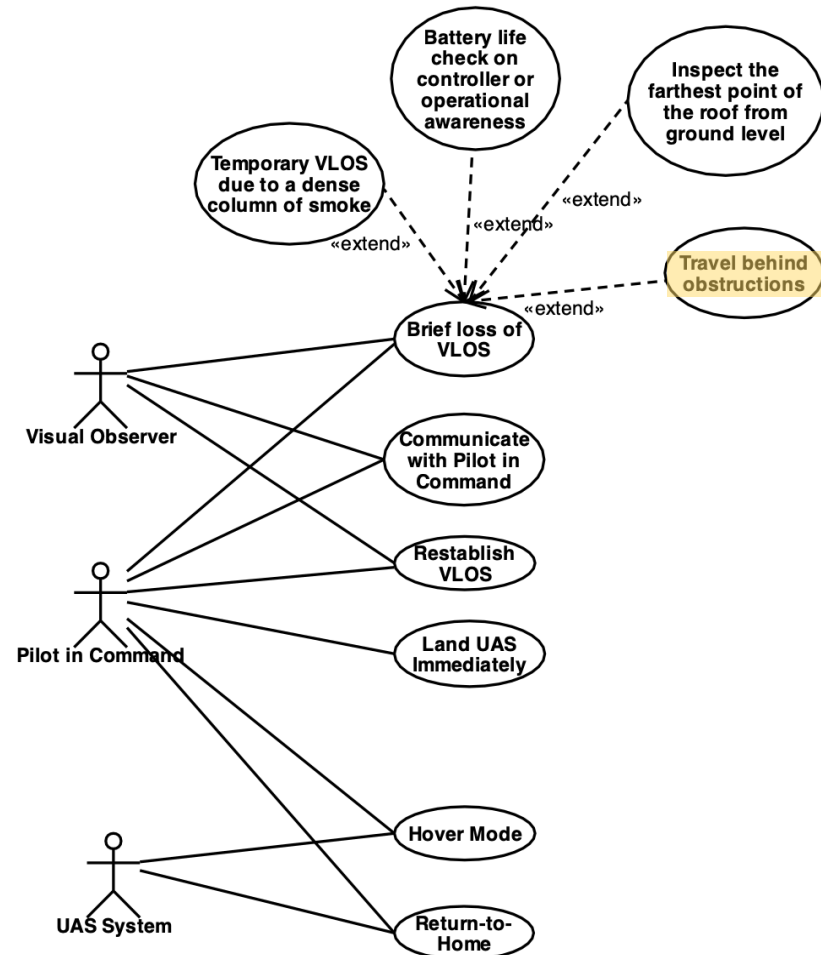 Battery life
check on
controller or
operational
awareness
Inspect the
farthest point of
the roof from
ground level
Temporary VLOS
due to a dense
column of smoke
«extend»
«extend»
«extend»
Travel behind
obstructions
«extend»
Brief loss of
VLOS
Visual Observer
Communicate
with Pilot in
Command
Restablish
VLOS
Pilot in Command
Land UAS
Immediately
Hover Mode
UAS System
Return-to-
Home